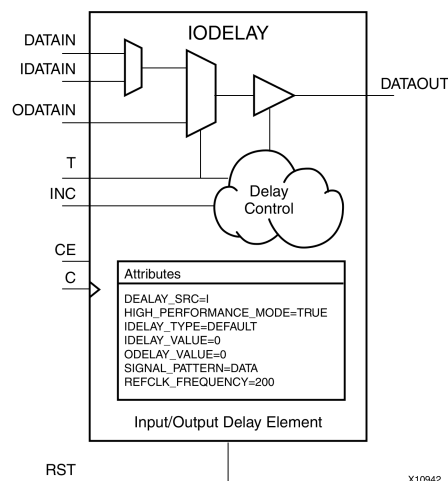 IODELAY
DATAIN
IDATAIN
DATAOUT
ODATAIN
T
INC
Delay
Control
CE
C
Attributes
DEALAY_SRC=I
HIGH_PERFORMANCE_MODE=TRUE
IDELAY_TYPE=DEFAULT
IDELAY_VALUE=0
ODELAY_VALUE=0
SIGNAL_PATTERN=DATA
REFCLK_FREQUENCY=200
Input/Output Delay Element
RST
X10942